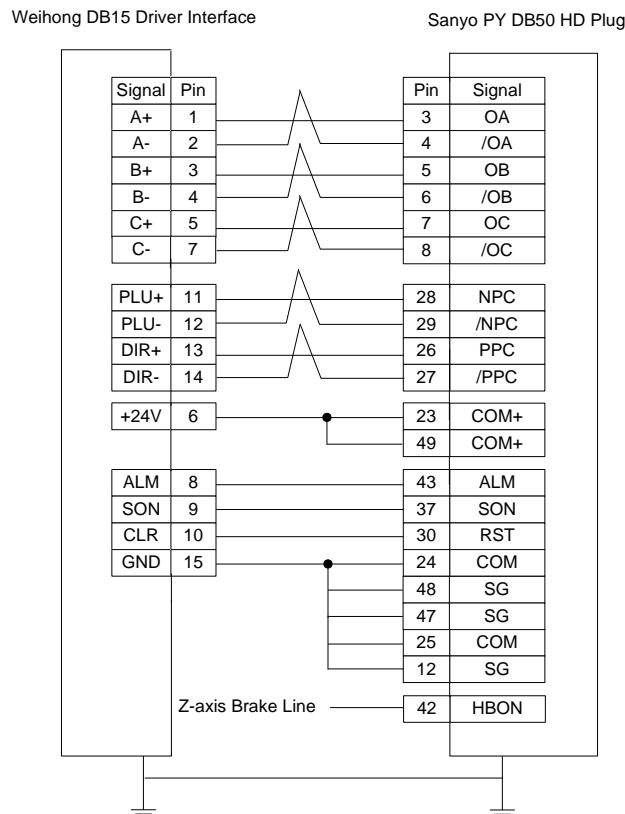 Weihong DB15 Driver Interface
Sanyo PY DB50 HD Plug
Signal Pin Pin Signal
A+ 1 3 OA
A- 2 4 /OA
B+ 3 5 OB
B- 4 6 /OB
C+ 5 7 OC
C- 7 8 /OC
PLU+ 11 28 NPC
PLU- 12 29 /NPC
DIR+ 13 26 PPC
DIR- 14 27 /PPC
+24V 6 23 COM+
49 COM+
ALM 8 43 ALM
SON 9 37 SON
CLR 10 30 RST
GND 15 24 COM
48 SG
47 SG
25 COM
12 SG
Z-axis Brake Line 42 HBON